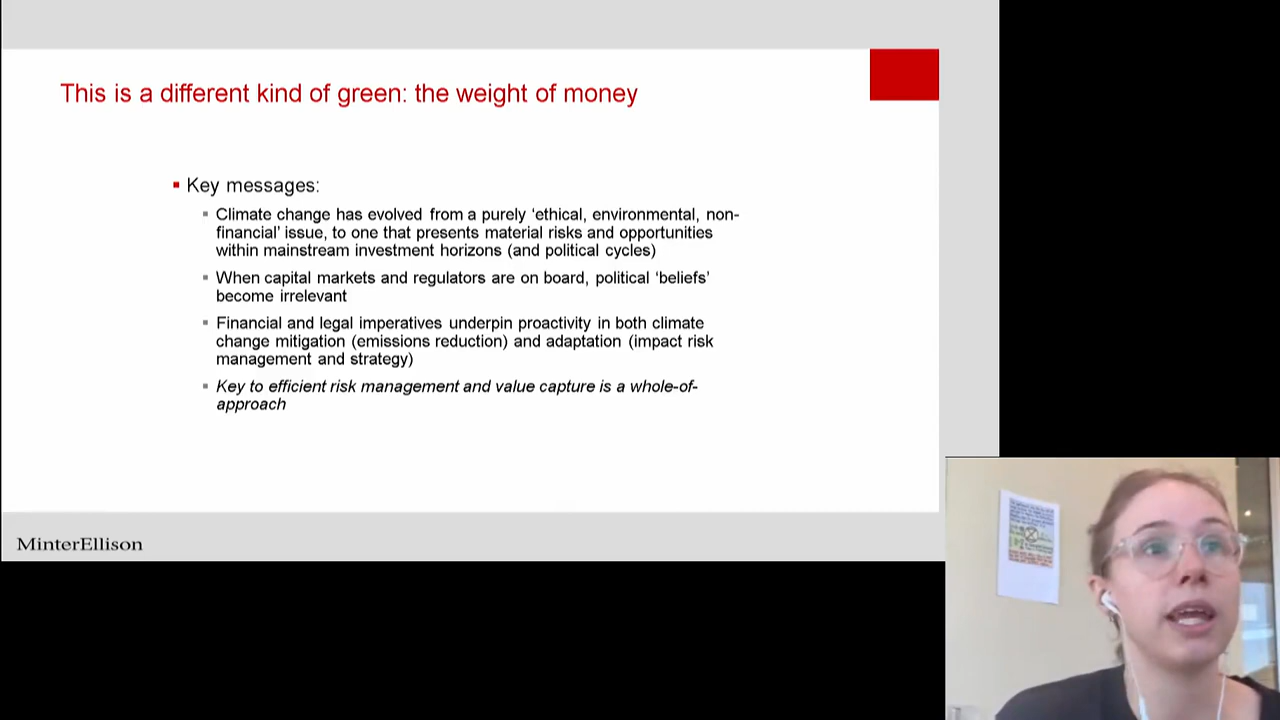 This is a different kind of green: the weight of money
▪ Key messages:
▪ Climate change has evolved from a purely ‘ethical, environmental, non-
financial’ issue, to one that presents material risks and opportunities
within mainstream investment horizons (and political cycles)
▪ When capital markets and regulators are on board, political ‘beliefs’
become irrelevant
▪ Financial and legal imperatives underpin proactivity in both climate
change mitigation (emissions reduction) and adaptation (impact risk
management and strategy)
▪ Key to efficient risk management and value capture is a whole-of-
approach
MinterEllison